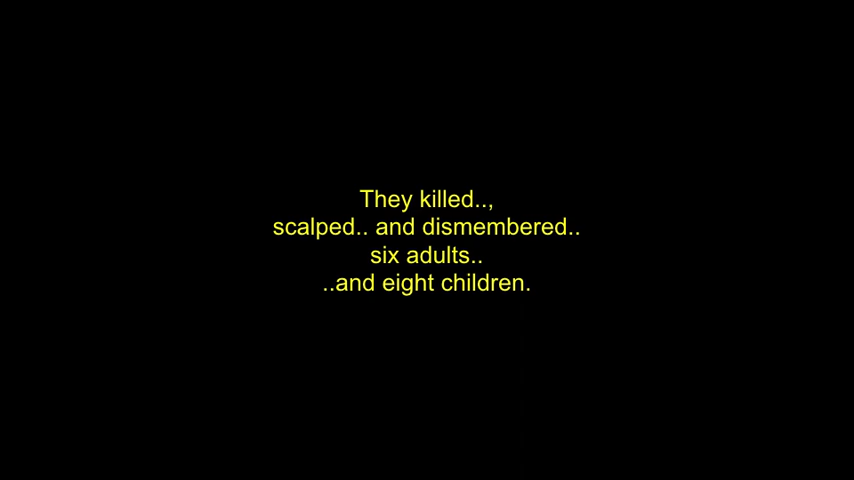 They killed..,
scalped.. and dismembered..
six adults..
..and eight children.